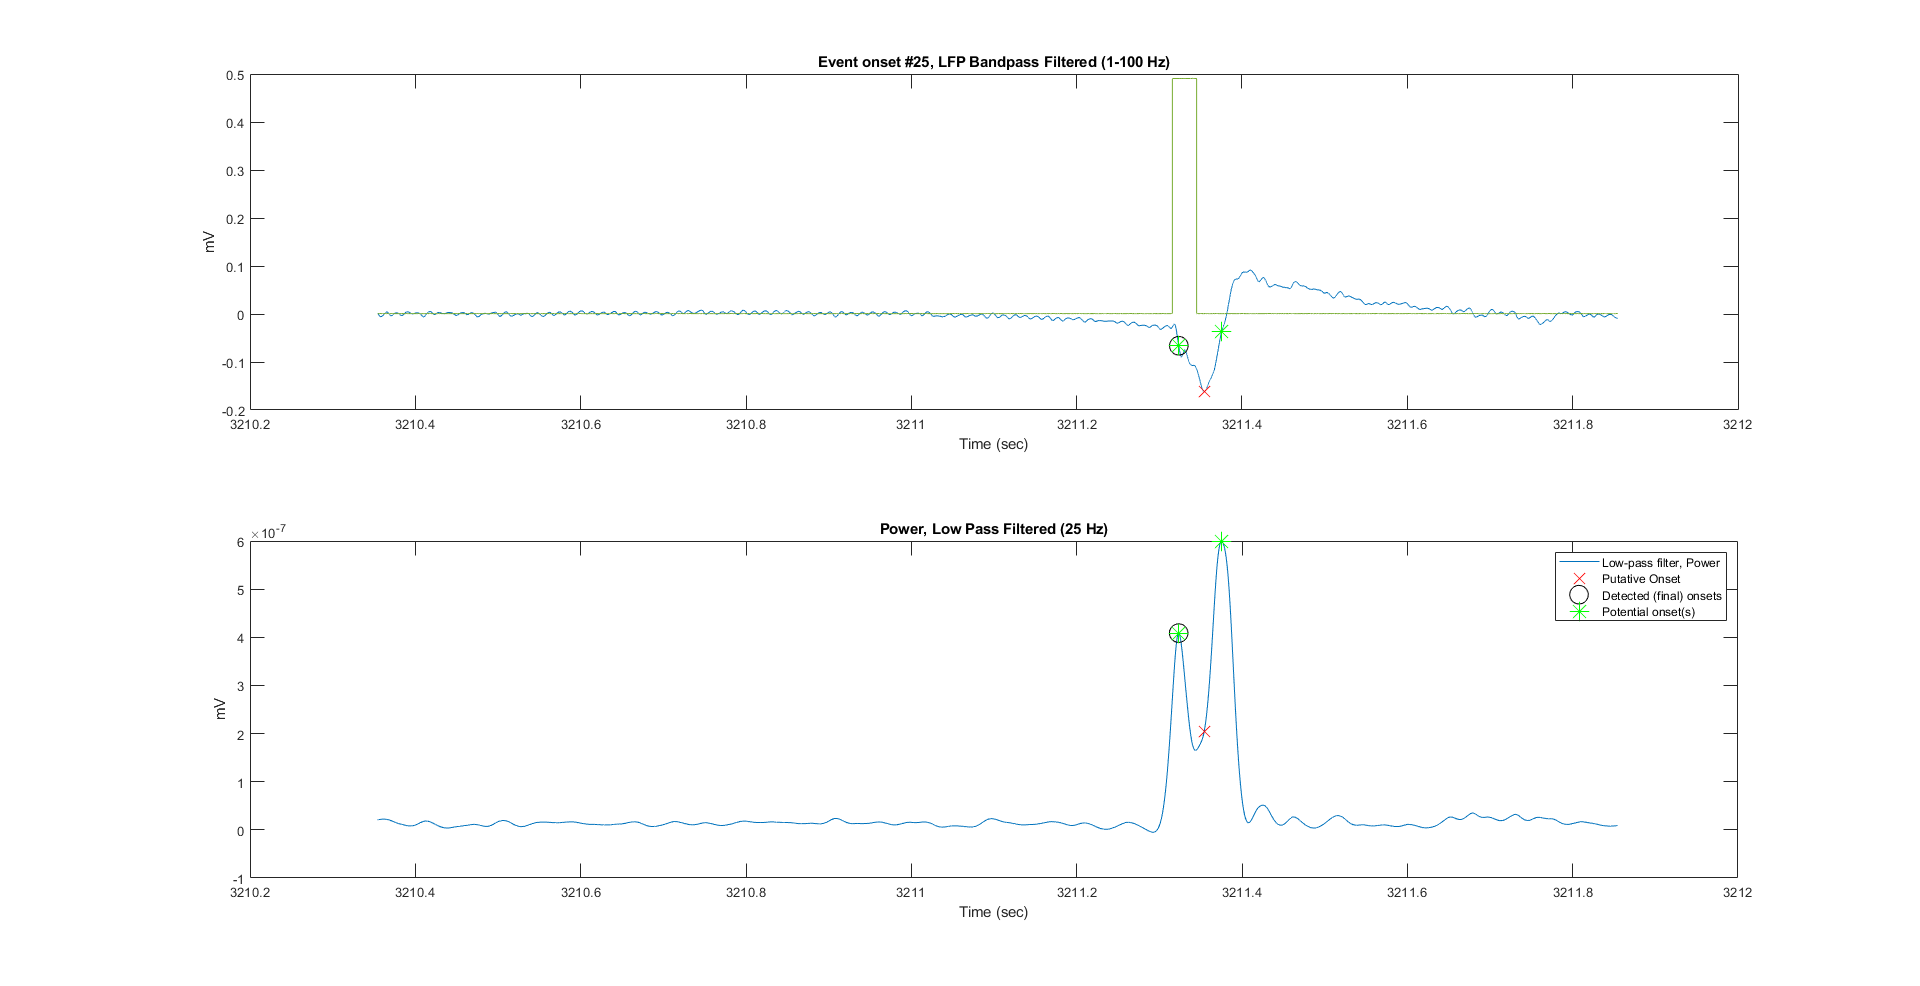 Event onset #25, LFP Bandpass Filtered (1-100 Hz)
0.5
0.4
0.3
0.2
0.1
0
-0.1
-0.2
mV
3210.2 3210.4 3210.6 3210.8 3211 3211.2 3211.4 3211.6 3211.8 3212
Time (sec)
Power, Low Pass Filtered (25 Hz)
×10-7
6
5
4
3
2
1
0
-1
mV
Low-pass filter, Power
Putative Onset
Detected (final) onsets
Potential onset(s)
3210.2 3210.4 3210.6 3210.8 3211 3211.2 3211.4 3211.6 3211.8 3212
Time (sec)